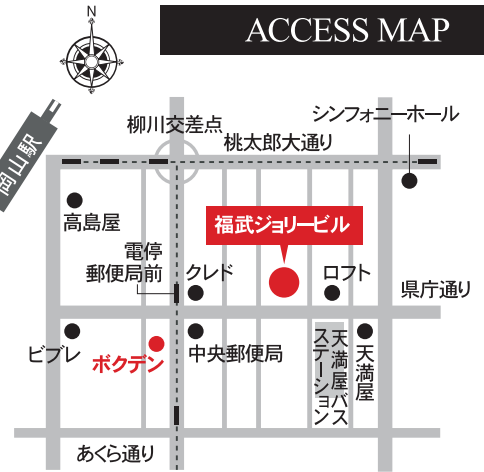 N
ACCESS MAP
岡山駅
シンフォニーホール
柳川交差点
桃太郎大通り
高島屋
福武ジョリービル
電停
郵便局前
クレド
ロフト
県庁通り
ビブレ
ボクデン
中央郵便局
天満屋バス
ステーション
天満屋
あくら通り